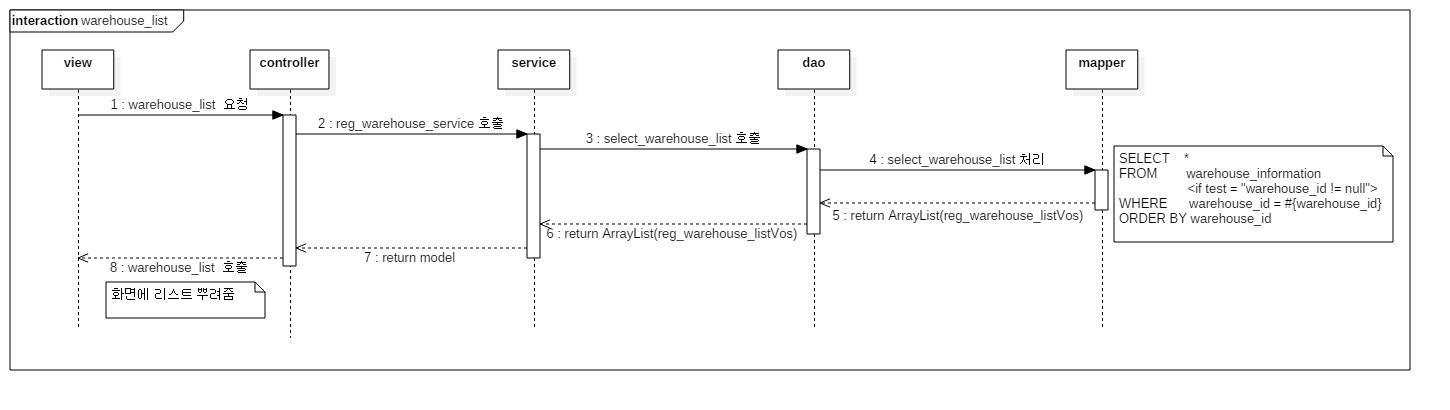 interaction warehouse_list
view
controller
service
dao
mapper
1 : warehouse_list 요청
2 : reg_warehouse_service 호출
3 : select_warehouse_list 호출
4 : select_warehouse_list 처리
SELECT *
FROM warehouse_information
<if test = "warehouse_id != null">
WHERE warehouse_id = #{warehouse_id}
ORDER BY warehouse_id
5 : return ArrayList(reg_warehouse_listVos)
6 : return ArrayList(reg_warehouse_listVos)
7 : return model
8 : warehouse_list 호출
화면에 리스트 뿌려줌